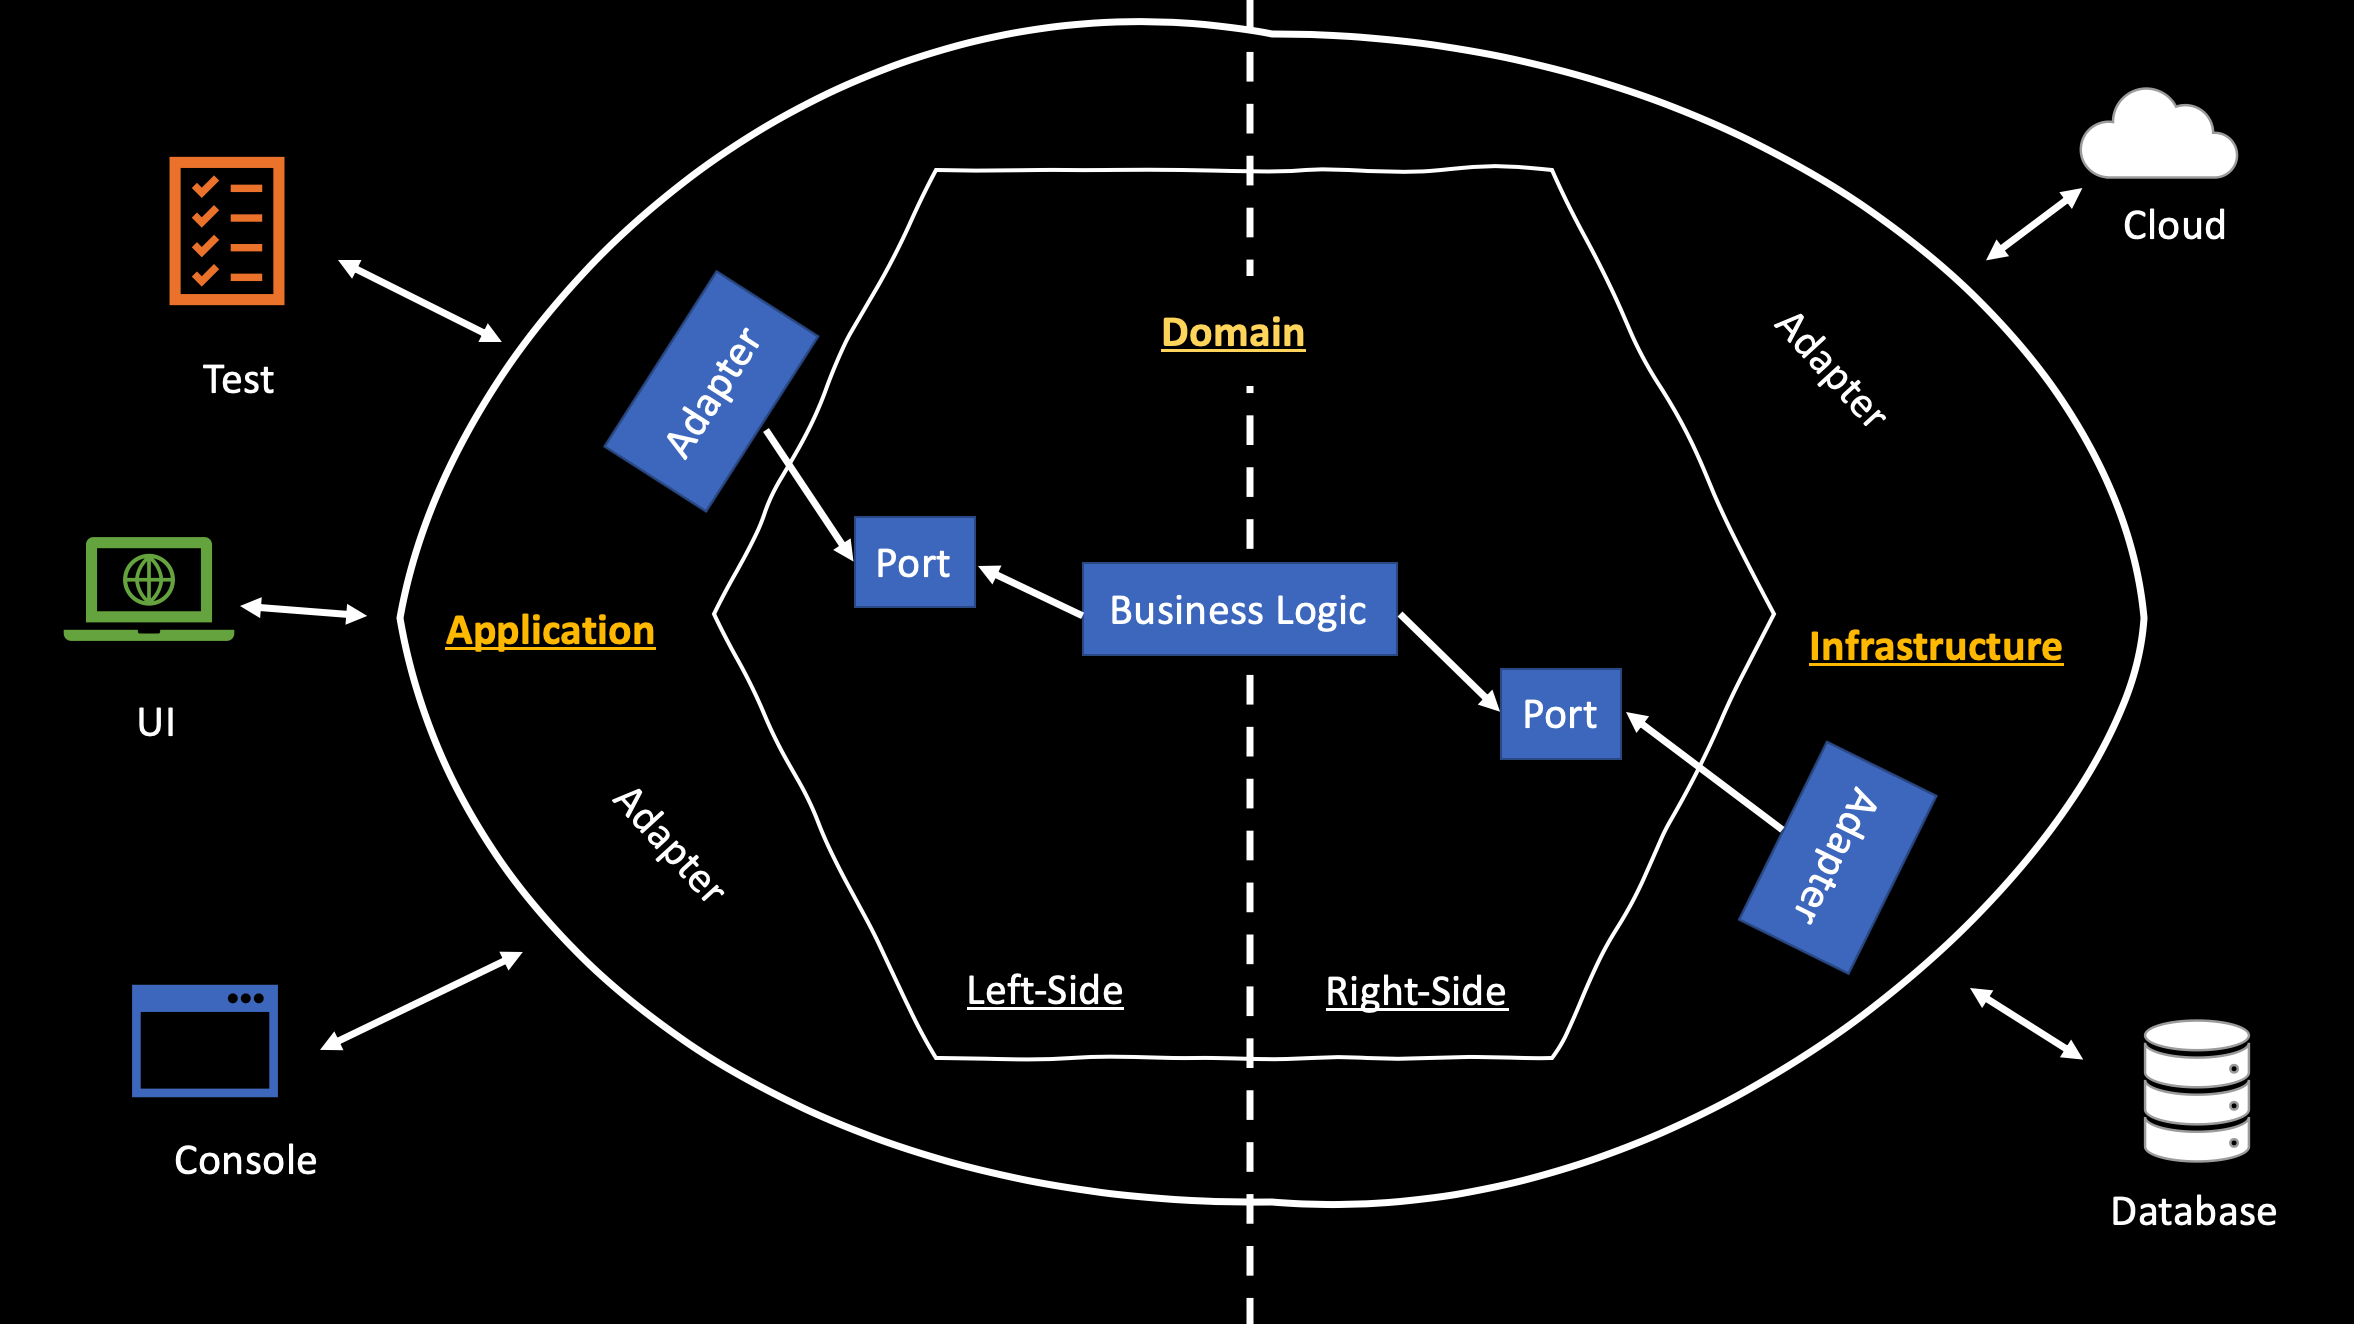 Cloud
Adapter
Domain
Adapter
Test
Port
Business Logic
Application
Infrastructure
UI
Port
Adapter
Adapter
Left-Side
Right-Side
Console
Database